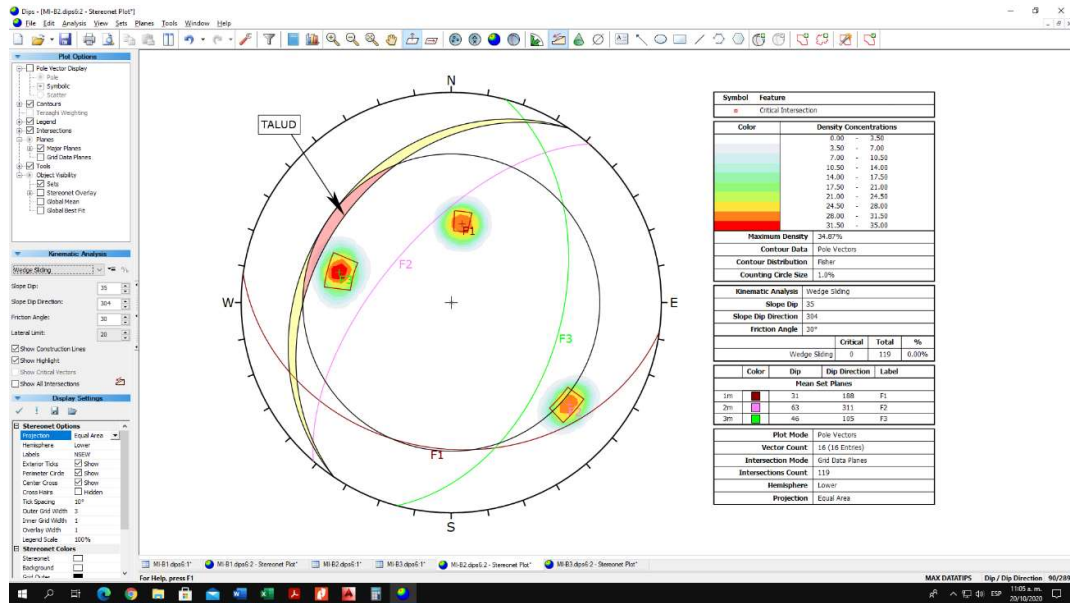 Dips - [MI-B2.dips6:2 - Stereonet Plot*]
File Edit Analysis View Sets Planes Tools Window Help
Plot Options
Pole Vector Display
Pole
Symbolic
Scatter
Contours
Terzaghi Weighting
Legend
Intersections
Planes
Major Planes
Grid Data Planes
Tools
Object Visibility
Sets
Stereonet Overlay
Global Mean
Global Best Fit
Kinematic Analysis
Wedge Sliding
Slope Dip: 35
Slope Dip Direction: 304
Friction Angle: 30
Lateral Limit: 20
Show Construction Lines
Show Highlight
Show Critical Vectors
Show All Intersections
Display Settings
Stereonet Options
Projection Equal Area
Hemisphere Lower
Labels NSEW
Exterior Ticks Show
Perimeter Circle Show
Center Cross Show
Cross Hairs Hidden
Tick Spacing 10°
Outer Grid Width 3
Inner Grid Width 1
Overlay Width 1
Legend Scale 100%
Stereonet Colors
Stereonet
Background
Grid Outer
TALUD
N
W
E
S
F1
F2
F3
F3
F1
Symbol Feature
Critical Intersection
Color Density Concentrations
0.00 - 3.50
3.50 - 7.00
7.00 - 10.50
10.50 - 14.00
14.00 - 17.50
17.50 - 21.00
21.00 - 24.50
24.50 - 28.00
28.00 - 31.50
31.50 - 35.00
Maximum Density 34.87%
Contour Data Pole Vectors
Contour Distribution Fisher
Counting Circle Size 1.0%
Kinematic Analysis Wedge Sliding
Slope Dip 35
Slope Dip Direction 304
Friction Angle 30°
Critical Total %
Wedge Sliding 0 119 0.00%
Color Dip Dip Direction Label
Mean Set Planes
1m 31 188 F1
2m 63 311 F2
3m 46 105 F3
Plot Mode Pole Vectors
Vector Count 16 (16 Entries)
Intersection Mode Grid Data Planes
Intersections Count 119
Hemisphere Lower
Projection Equal Area
MI-B1.dips6:1* MI-B1.dips6:2 - Stereonet Plot* MI-B2.dips6:1* MI-B3.dips6:1* MI-B2.dips6:2 - Stereonet Plot* MI-B3.dips6:2 - Stereonet Plot*
For Help, press F1 MAX DATATIPS Dip / Dip Direction 90/289
ESP 11:05 a. m.
20/10/2020